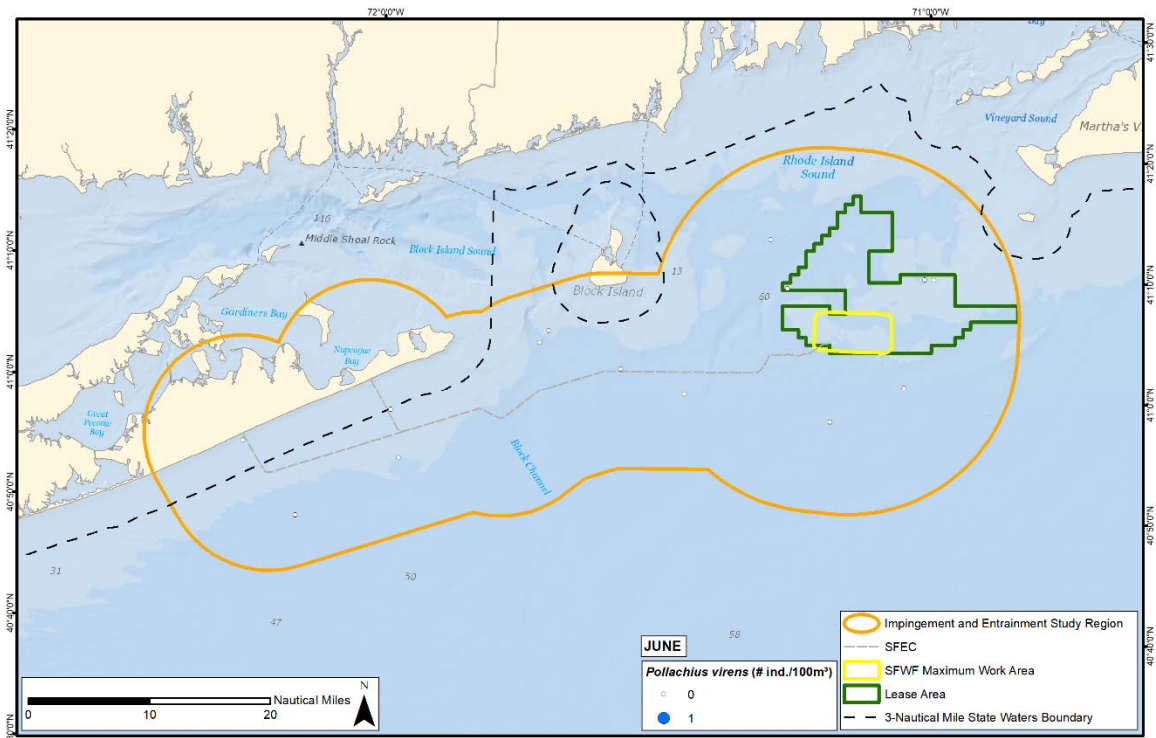 72°0'0"W
71°0'0"W
Bay
41°30'0"N
41°20'0"N
Vineyard Sound
Martha's V
Rhode Island
Sound
41°20'0"N
116
Middle Shoal Rock
Block Island Sound
41°10'0"N
13
Block Island
60
41°10'0"N
Gardiners Bay
Napeague
Bay
41°0'0"N
Great
Peconic
Bay
41°0'0"N
Block Channel
40°50'0"N
40°50'0"N
31
50
47
58
40°40'0"N
40°40'0"N
JUNE
Pollachius virens (# ind./100m³)
0
1
Impingement and Entrainment Study Region
SFEC
SFWF Maximum Work Area
Lease Area
3-Nautical Mile State Waters Boundary
Nautical Miles
0 10 20
N